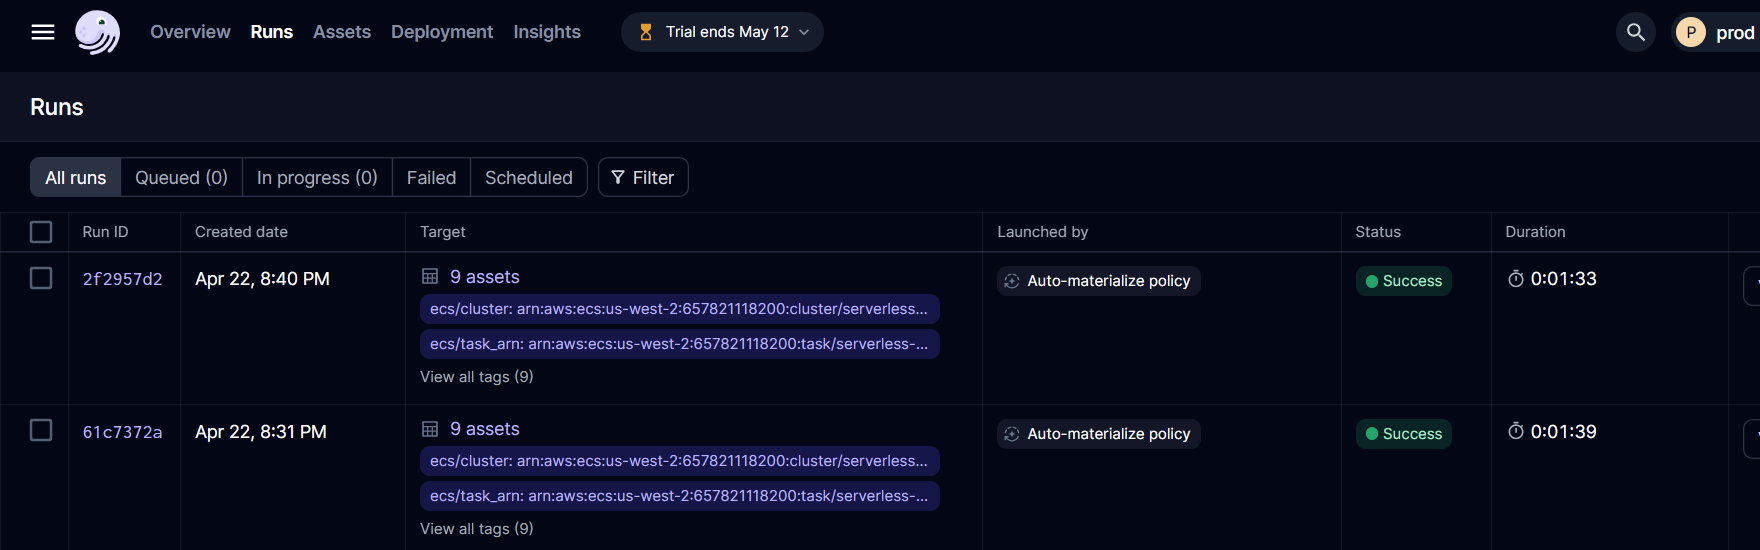 Overview Runs Assets Deployment Insights Trial ends May 12 P prod
Runs
All runs Queued (0) In progress (0) Failed Scheduled Filter
Run ID Created date Target Launched by Status Duration
2f2957d2 Apr 22, 8:40 PM 9 assets Auto-materialize policy Success 0:01:33
ecs/cluster: arn:aws:ecs:us-west-2:657821118200:cluster/serverless...
ecs/task_arn: arn:aws:ecs:us-west-2:657821118200:task/serverless-...
View all tags (9)
61c7372a Apr 22, 8:31 PM 9 assets Auto-materialize policy Success 0:01:39
ecs/cluster: arn:aws:ecs:us-west-2:657821118200:cluster/serverless...
ecs/task_arn: arn:aws:ecs:us-west-2:657821118200:task/serverless-...
View all tags (9)